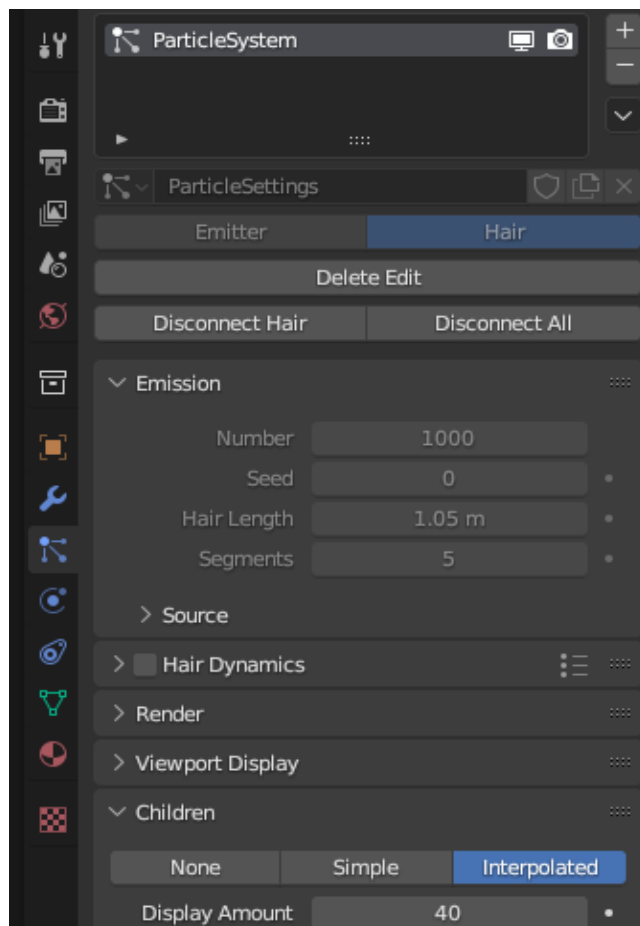 ParticleSystem
ParticleSettings
Emitter Hair
Delete Edit
Disconnect Hair Disconnect All
Emission
Number 1000
Seed 0
Hair Length 1.05 m
Segments 5
Source
Hair Dynamics
Render
Viewport Display
Children
None Simple Interpolated
Display Amount 40